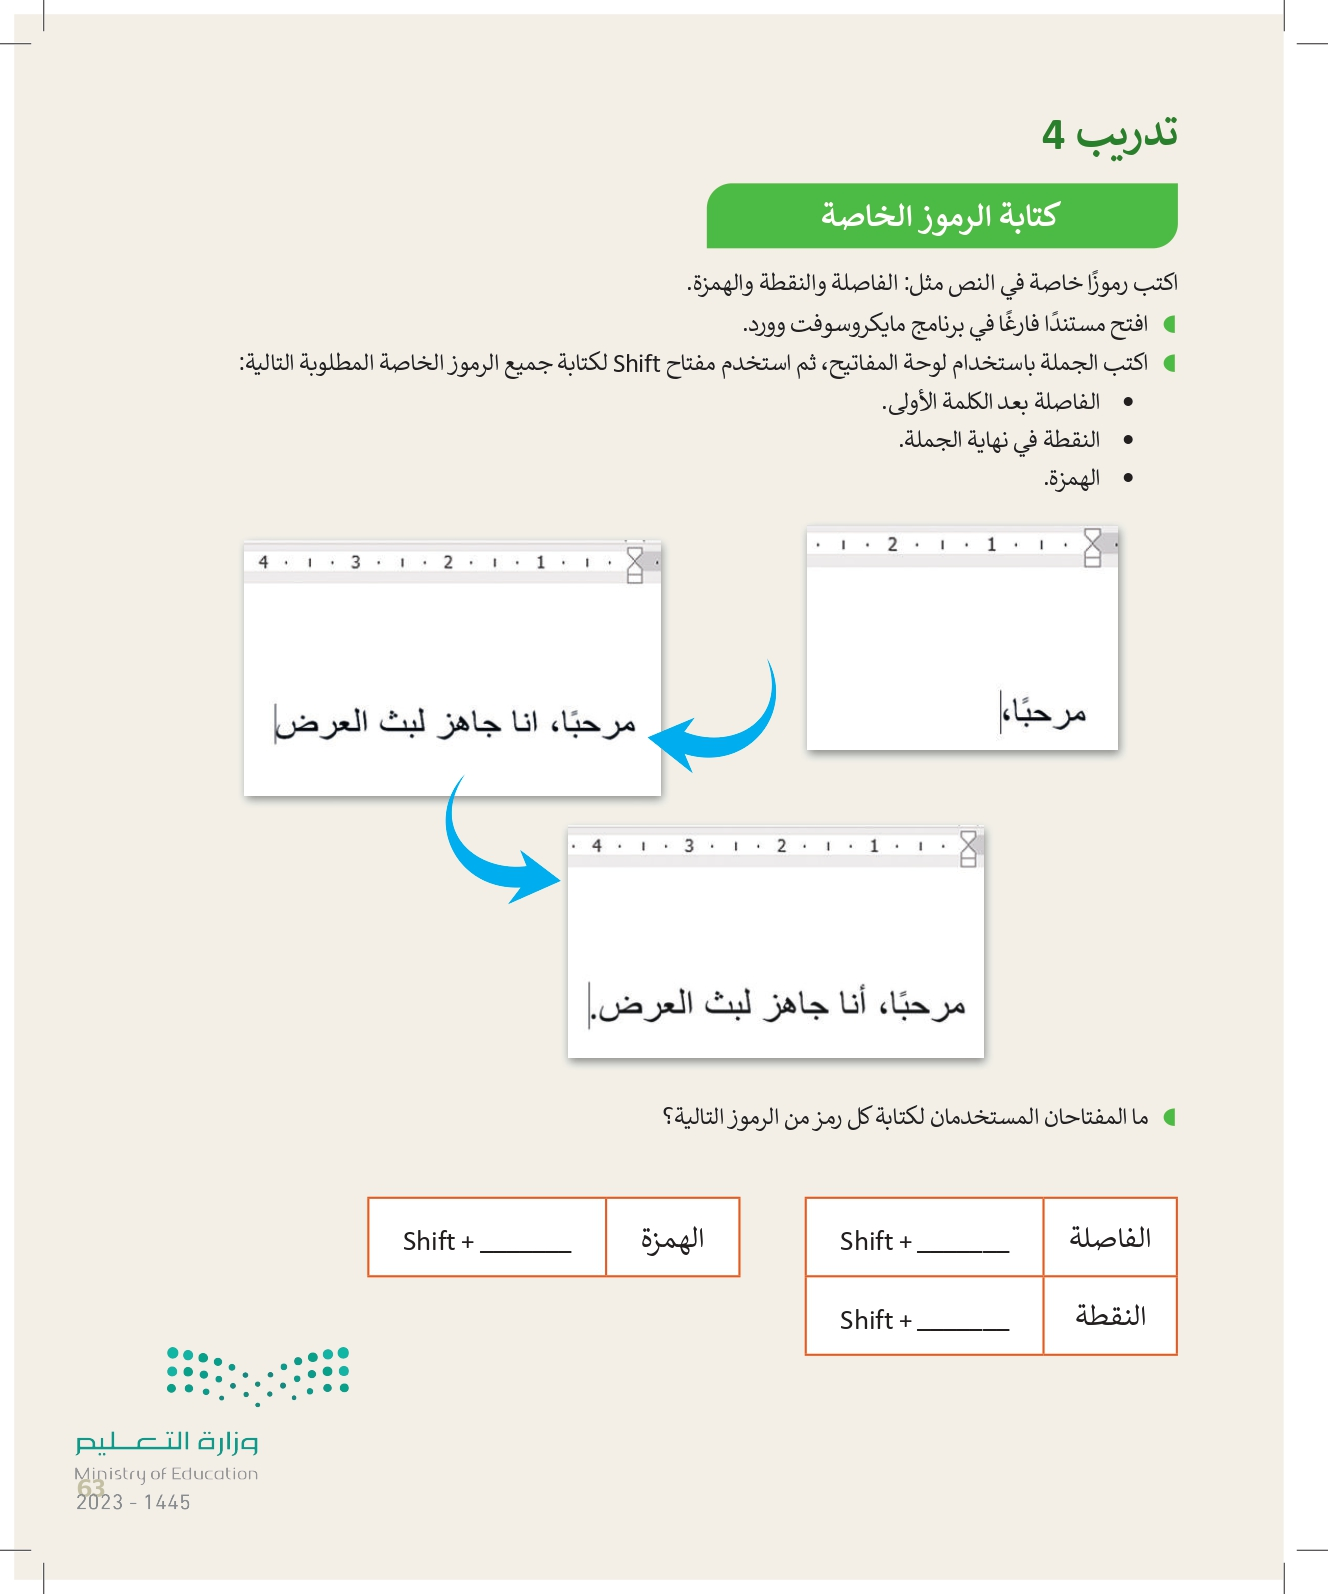 تدريب 4
كتابة الرموز الخاصة
اكتب رموزًا خاصة في النص مثل: الفاصلة والنقطة والهمزة.
افتح مستندًا فارغًا في برنامج مايكروسوفت وورد.
اكتب الجملة باستخدام لوحة المفاتيح، ثم استخدم مفتاح Shift لكتابة جميع الرموز الخاصة المطلوبة التالية:
• الفاصلة بعد الكلمة الأولى.
• النقطة في نهاية الجملة.
• الهمزة.
1 2
مرحبًا،
1 2 3 4
مرحبًا، انا جاهز لبث العرض
1 2 3 4
مرحبًا، أنا جاهز لبث العرض.
ما المفتاحان المستخدمان لكتابة كل رمز من الرموز التالية؟
الفاصلة Shift + _______
الهمزة Shift + _______
النقطة Shift + _______
وزارة التعليم
Ministry of Education
63
2023 - 1445